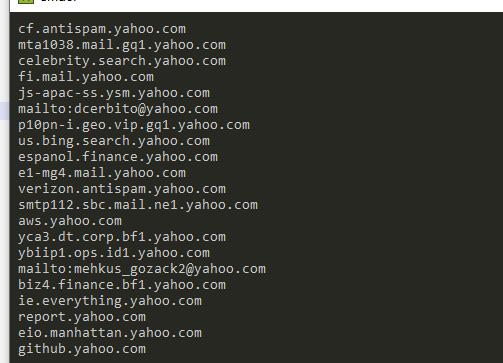 cf.antispam.yahoo.com
mta1038.mail.gq1.yahoo.com
celebrity.search.yahoo.com
fi.mail.yahoo.com
js-apac-ss.ysm.yahoo.com
mailto:dcerbito@yahoo.com
p10pn-i.geo.vip.gq1.yahoo.com
us.bing.search.yahoo.com
espanol.finance.yahoo.com
e1-mg4.mail.yahoo.com
verizon.antispam.yahoo.com
smtp112.sbc.mail.ne1.yahoo.com
aws.yahoo.com
yca3.dt.corp.bf1.yahoo.com
ybiip1.ops.id1.yahoo.com
mailto:mehkus_gozack2@yahoo.com
biz4.finance.bf1.yahoo.com
ie.everything.yahoo.com
report.yahoo.com
eio.manhattan.yahoo.com
github.yahoo.com